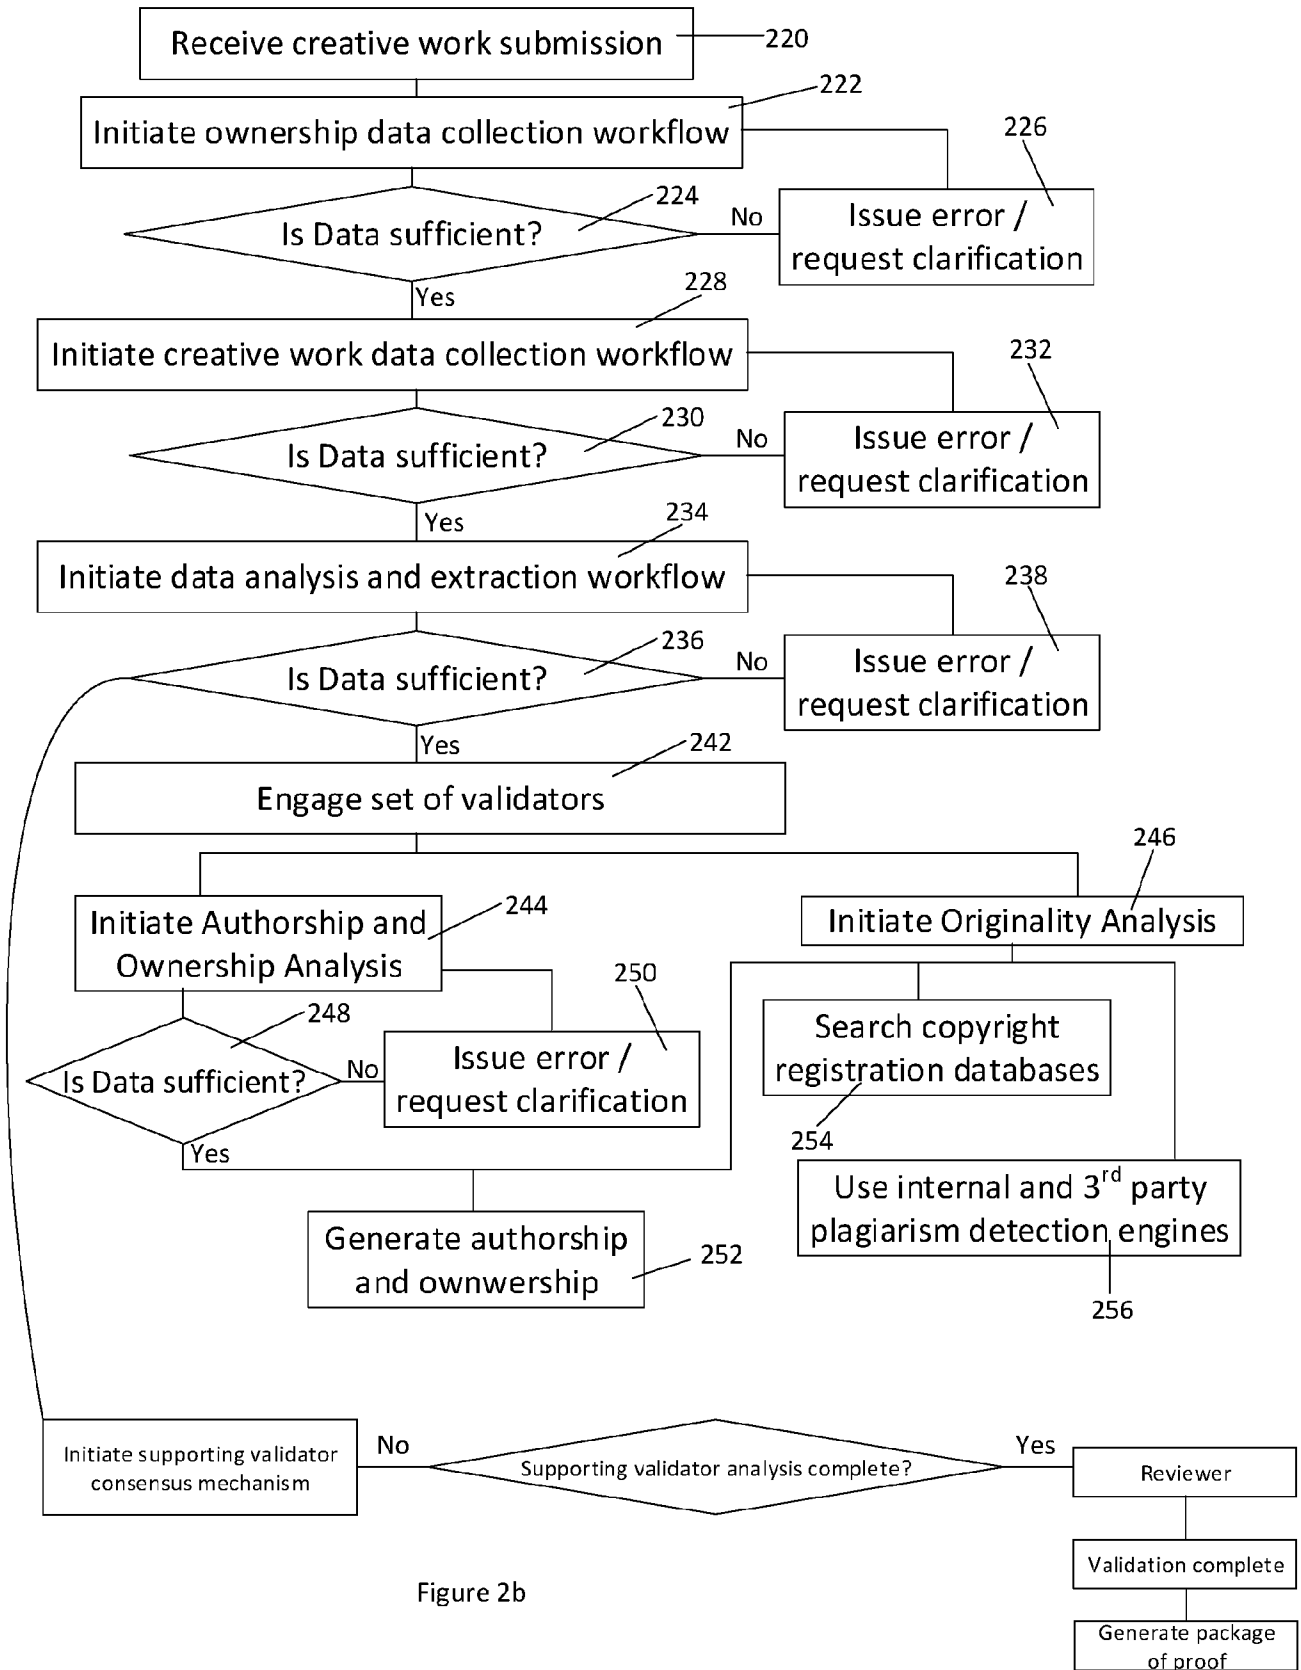 Receive creative work submission
220
222
Initiate ownership data collection workflow
226
224
Is Data sufficient?
No
Issue error /
request clarification
Yes
228
Initiate creative work data collection workflow
232
230
Is Data sufficient?
No
Issue error /
request clarification
Yes
234
Initiate data analysis and extraction workflow
238
236
Is Data sufficient?
No
Issue error /
request clarification
Yes
242
Engage set of validators
246
Initiate Authorship and
Ownership Analysis
244
Initiate Originality Analysis
250
248
Is Data sufficient?
No
Issue error /
request clarification
Yes
Search copyright
registration databases
254
Use internal and 3rd party
plagiarism detection engines
256
Generate authorship
and ownwership
252
Initiate supporting validator
consensus mechanism
No
Supporting validator analysis complete?
Yes
Reviewer
Validation complete
Generate package
of proof
Figure 2b